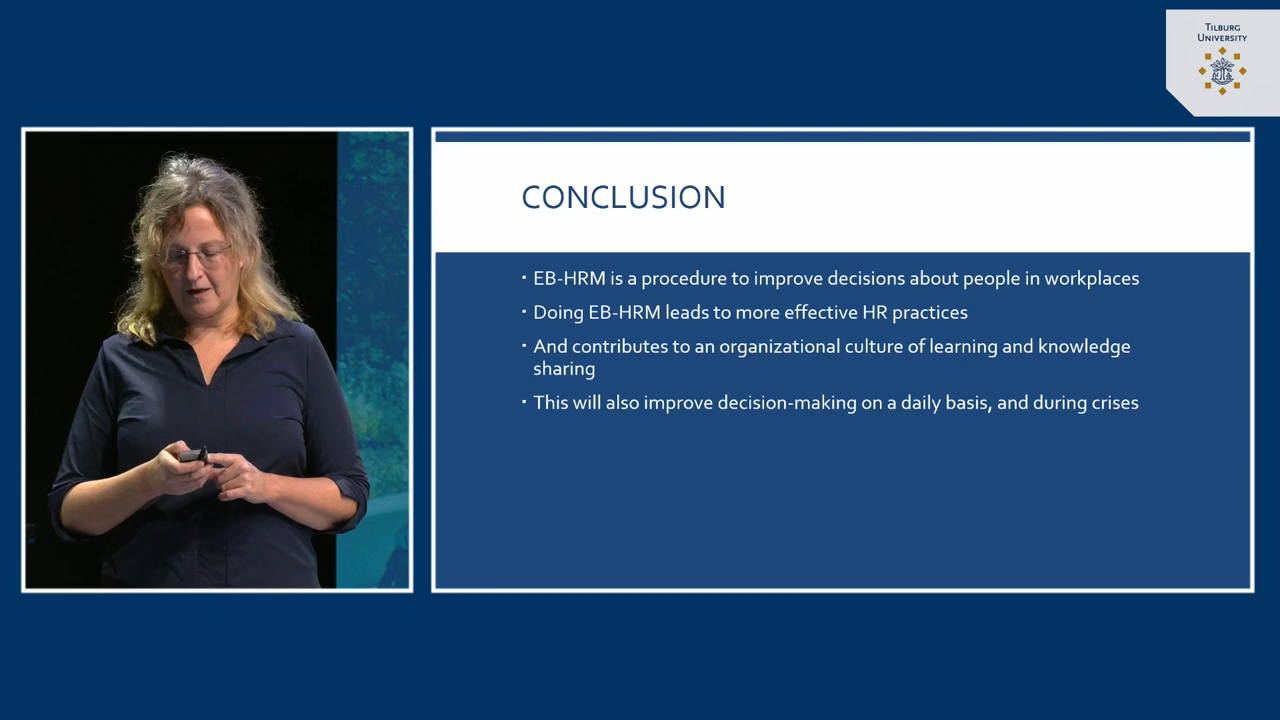 TILBURG
UNIVERSITY
CONCLUSION
▪ EB-HRM is a procedure to improve decisions about people in workplaces
▪ Doing EB-HRM leads to more effective HR practices
▪ And contributes to an organizational culture of learning and knowledge
sharing
▪ This will also improve decision-making on a daily basis, and during crises